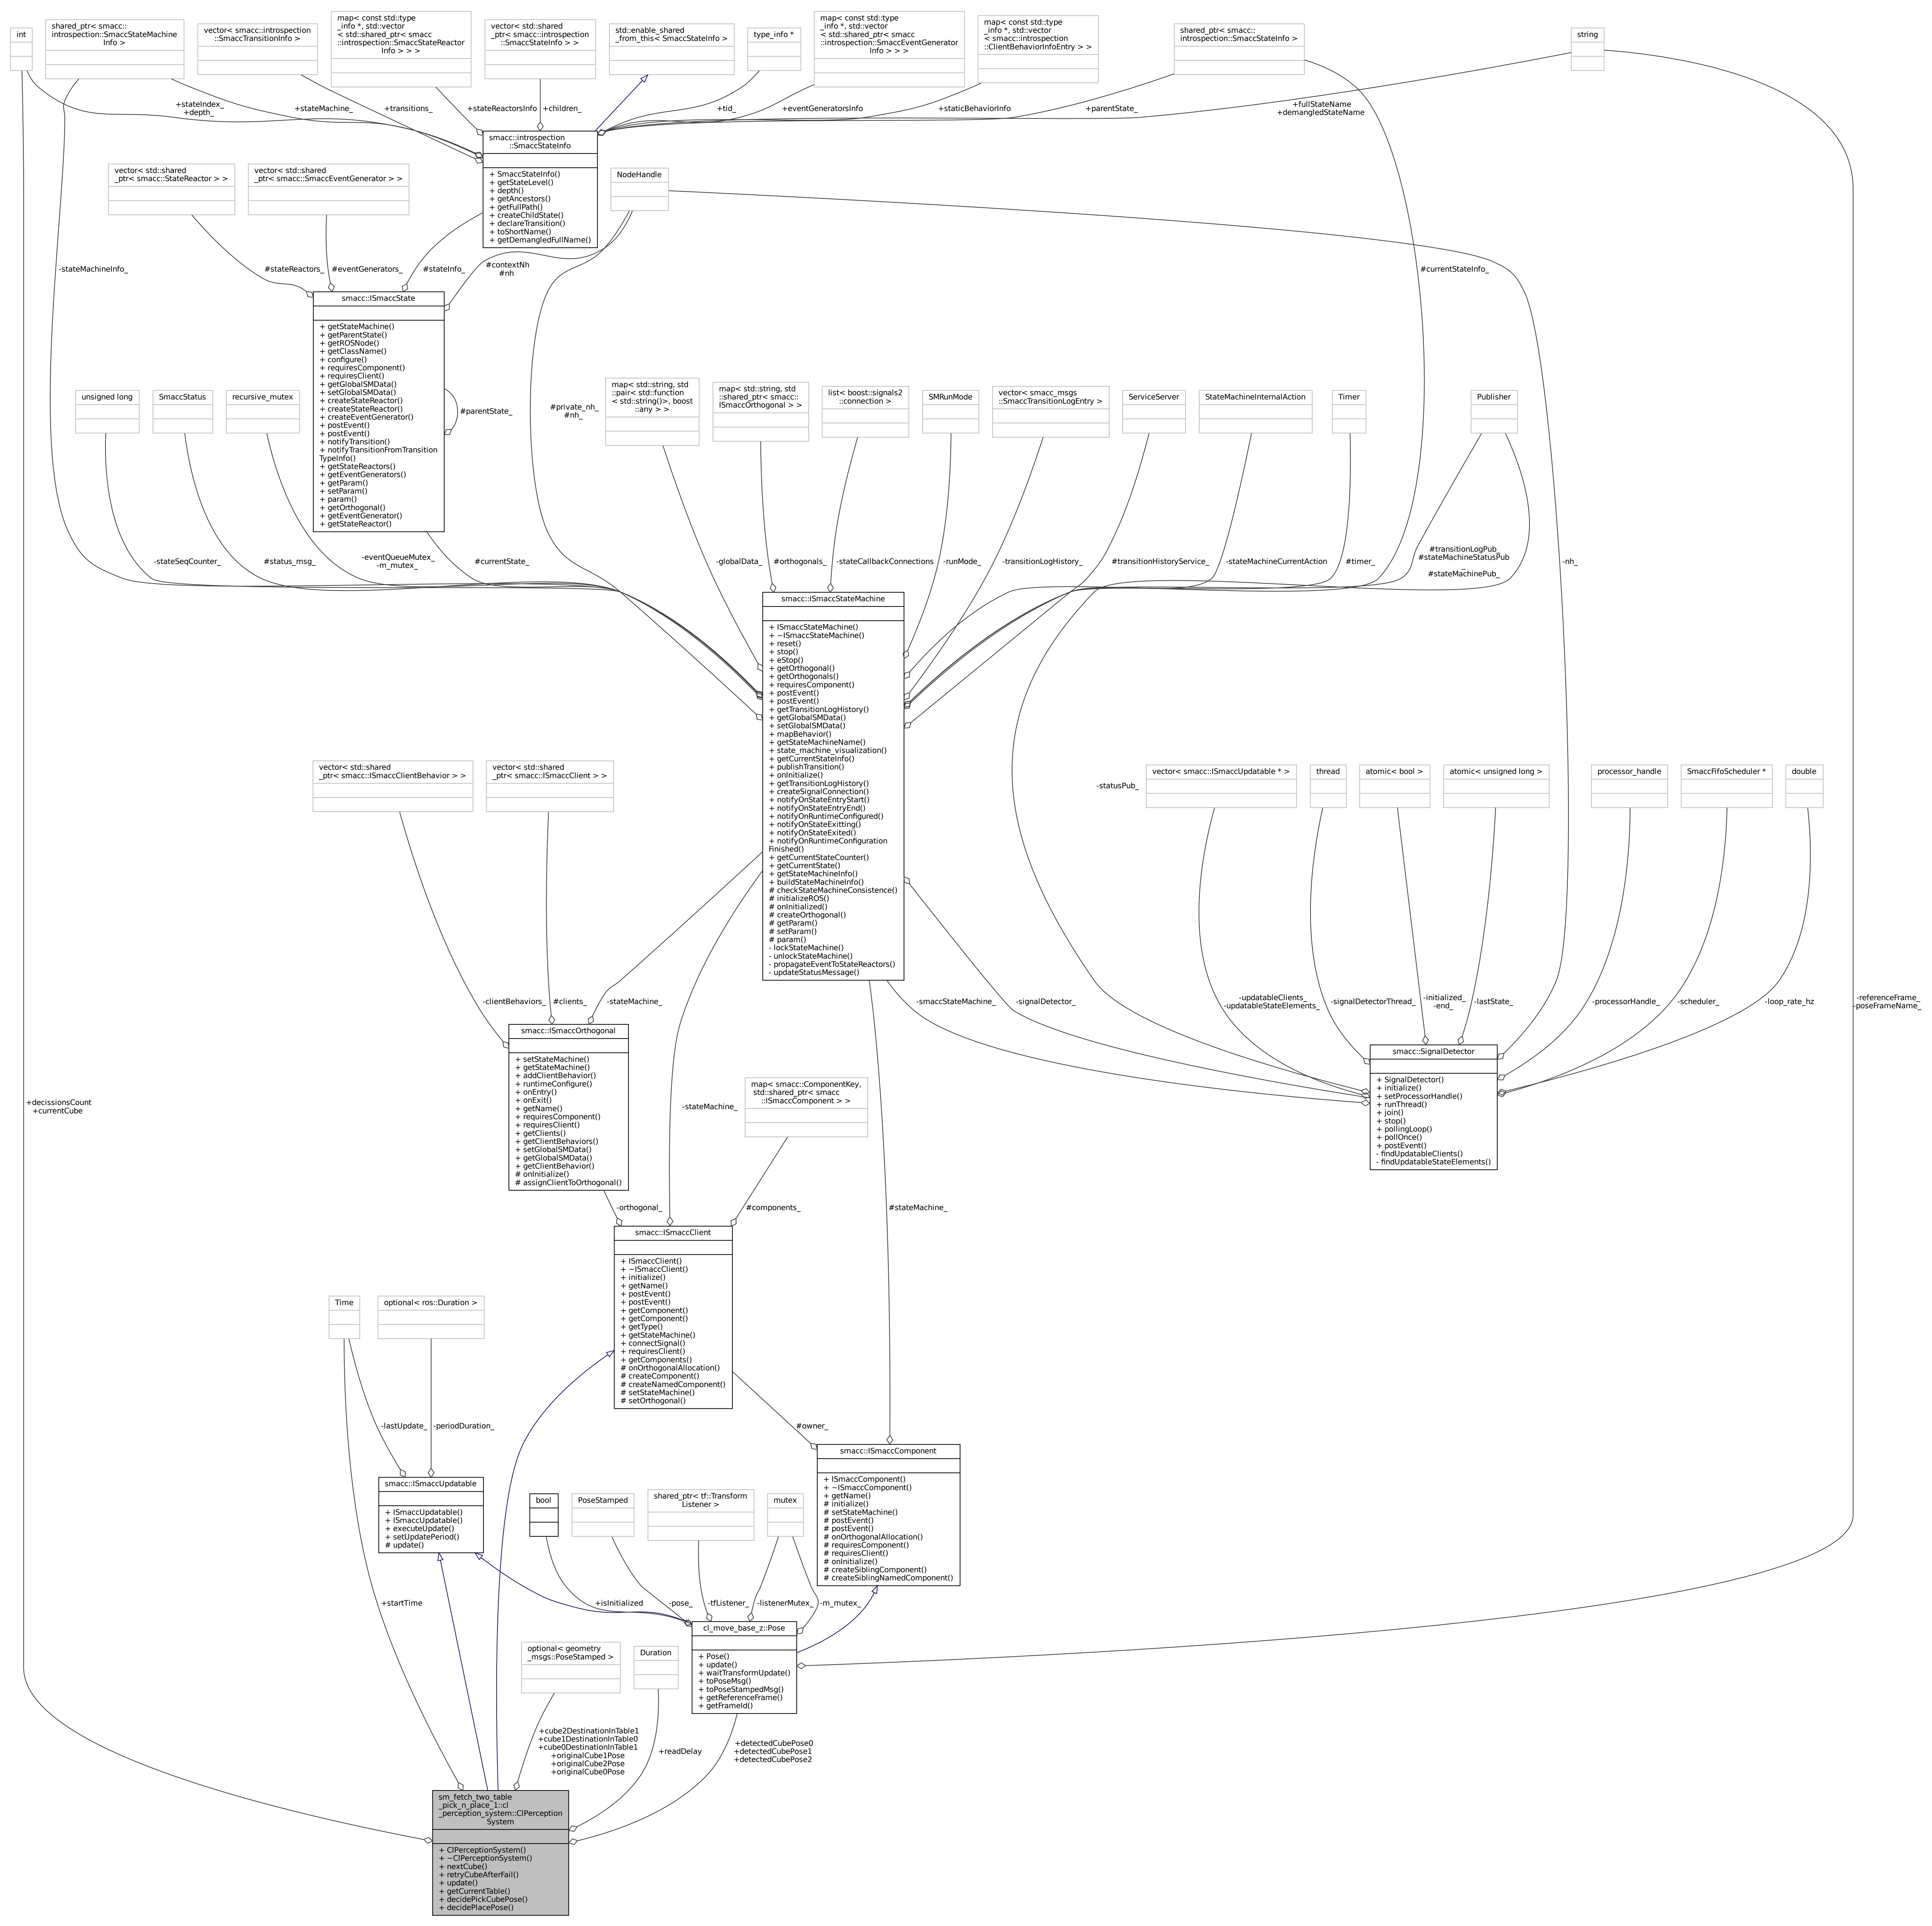 int
shared_ptr< smacc::
introspection::SmaccStateMachine
Info >
vector< smacc::introspection
::SmaccTransitionInfo >
map< const std::type
_info *, std::vector
< std::shared_ptr< smacc
::introspection::SmaccStateReactor
Info > > >
vector< std::shared
_ptr< smacc::introspection
::SmaccStateInfo > >
std::enable_shared
_from_this< SmaccStateInfo >
type_info *
map< const std::type
_info *, std::vector
< std::shared_ptr< smacc
::introspection::SmaccEventGenerator
Info > > >
map< const std::type
_info *, std::vector
< smacc::introspection
::ClientBehaviorInfoEntry > >
shared_ptr< smacc::
introspection::SmaccStateInfo >
string
+stateIndex_
+depth_
+stateMachine_
+transitions_
+stateReactorsInfo
+children_
+tid_
+eventGeneratorsInfo
+staticBehaviorInfo
+parentState_
+fullStateName
+demangledStateName
smacc::introspection
::SmaccStateInfo
+ SmaccStateInfo()
+ getStateLevel()
+ depth()
+ getAncestors()
+ getFullPath()
+ createChildState()
+ declareTransition()
+ toShortName()
+ getDemangledFullName()
vector< std::shared
_ptr< smacc::StateReactor > >
vector< std::shared
_ptr< smacc::SmaccEventGenerator > >
NodeHandle
-stateMachineInfo_
#stateReactors_
#eventGenerators_
#stateInfo_
#contextNh
#nh
#currentStateInfo_
smacc::ISmaccState
+ getStateMachine()
+ getParentState()
+ getROSNode()
+ getClassName()
+ configure()
+ requiresComponent()
+ requiresClient()
+ getGlobalSMData()
+ setGlobalSMData()
+ createStateReactor()
+ createStateReactor()
+ createEventGenerator()
+ postEvent()
+ postEvent()
+ notifyTransition()
+ notifyTransitionFromTransition
TypeInfo()
+ getStateReactors()
+ getEventGenerators()
+ getParam()
+ setParam()
+ param()
+ getOrthogonal()
+ getEventGenerator()
+ getStateReactor()
#parentState_
#private_nh_
#nh_
unsigned long
SmaccStatus
recursive_mutex
map< std::string, std
::pair< std::function
< std::string()>, boost
::any > >
map< std::string, std
::shared_ptr< smacc::
ISmaccOrthogonal > >
list< boost::signals2
::connection >
SMRunMode
vector< smacc_msgs
::SmaccTransitionLogEntry >
ServiceServer
StateMachineInternalAction
Timer
Publisher
-stateSeqCounter_
#status_msg_
-eventQueueMutex_
-m_mutex_
#currentState_
-globalData_
#orthogonals_
-stateCallbackConnections
-runMode_
-transitionLogHistory_
#transitionHistoryService_
-stateMachineCurrentAction
#timer_
#transitionLogPub_
#stateMachineStatusPub
_
#stateMachinePub_
-nh_
smacc::ISmaccStateMachine
+ ISmaccStateMachine()
+ ~ISmaccStateMachine()
+ reset()
+ stop()
+ eStop()
+ getOrthogonal()
+ getOrthogonals()
+ requiresComponent()
+ postEvent()
+ postEvent()
+ getTransitionLogHistory()
+ getGlobalSMData()
+ setGlobalSMData()
+ mapBehavior()
+ getStateMachineName()
+ state_machine_visualization()
+ getCurrentStateInfo()
+ publishTransition()
+ onInitialize()
+ getTransitionLogHistory()
+ createSignalConnection()
+ notifyOnStateEntryStart()
+ notifyOnStateEntryEnd()
+ notifyOnRuntimeConfigured()
+ notifyOnStateExitting()
+ notifyOnStateExited()
+ notifyOnRuntimeConfiguration
Finished()
+ getCurrentStateCounter()
+ getCurrentState()
+ getStateMachineInfo()
+ buildStateMachineInfo()
# checkStateMachineConsistence()
# initializeROS()
# onInitialized()
# createOrthogonal()
# getParam()
# setParam()
# param()
- lockStateMachine()
- unlockStateMachine()
- propagateEventToStateReactors()
- updateStatusMessage()
vector< std::shared
_ptr< smacc::ISmaccClientBehavior > >
vector< std::shared
_ptr< smacc::ISmaccClient > >
-statusPub_
vector< smacc::ISmaccUpdatable * >
thread
atomic< bool >
atomic< unsigned long >
processor_handle
SmaccFifoScheduler *
double
-clientBehaviors_
#clients_
-stateMachine_
-smaccStateMachine_
-signalDetector_
-updatableClients_
-updatableStateElements_
-signalDetectorThread_
-initialized_
-end_
-lastState_
-processorHandle_
-scheduler_
-loop_rate_hz
-referenceFrame_
-poseFrameName_
smacc::ISmaccOrthogonal
+ setStateMachine()
+ getStateMachine()
+ addClientBehavior()
+ runtimeConfigure()
+ onEntry()
+ onExit()
+ getName()
+ requiresComponent()
+ requiresClient()
+ getClients()
+ getClientBehaviors()
+ setGlobalSMData()
+ getGlobalSMData()
+ getClientBehavior()
# onInitialize()
# assignClientToOrthogonal()
smacc::SignalDetector
+ SignalDetector()
+ initialize()
+ setProcessorHandle()
+ runThread()
+ join()
+ stop()
+ pollingLoop()
+ pollOnce()
+ postEvent()
- findUpdatableClients()
- findUpdatableStateElements()
+decissionsCount
+currentCube
-stateMachine_
map< smacc::ComponentKey,
std::shared_ptr< smacc
::ISmaccComponent > >
-orthogonal_
#components_
#stateMachine_
smacc::ISmaccClient
+ ISmaccClient()
+ ~ISmaccClient()
+ initialize()
+ getName()
+ postEvent()
+ postEvent()
+ getComponent()
+ getComponent()
+ getType()
+ getStateMachine()
+ connectSignal()
+ requiresClient()
+ getComponents()
# onOrthogonalAllocation()
# createComponent()
# createNamedComponent()
# setStateMachine()
# setOrthogonal()
Time
optional< ros::Duration >
-lastUpdate_
-periodDuration_
#owner_
smacc::ISmaccComponent
+ ISmaccComponent()
+ ~ISmaccComponent()
+ getName()
# initialize()
# setStateMachine()
# postEvent()
# postEvent()
# onOrthogonalAllocation()
# requiresComponent()
# requiresClient()
# onInitialize()
# createSiblingComponent()
# createSiblingNamedComponent()
smacc::ISmaccUpdatable
+ ISmaccUpdatable()
+ ISmaccUpdatable()
+ executeUpdate()
+ setUpdatePeriod()
# update()
bool
PoseStamped
shared_ptr< tf::Transform
Listener >
mutex
+startTime
+isInitialized
-pose_
-tfListener_
-listenerMutex_
-m_mutex_
cl_move_base_z::Pose
+ Pose()
+ update()
+ waitTransformUpdate()
+ toPoseMsg()
+ toPoseStampedMsg()
+ getReferenceFrame()
+ getFrameId()
optional< geometry
_msgs::PoseStamped >
Duration
+cube2DestinationInTable1
+cube1DestinationInTable0
+cube0DestinationInTable1
+originalCube1Pose
+originalCube2Pose
+originalCube0Pose
+readDelay
+detectedCubePose0
+detectedCubePose1
+detectedCubePose2
sm_fetch_two_table
_pick_n_place_1::cl
_perception_system::ClPerception
System
+ ClPerceptionSystem()
+ ~ClPerceptionSystem()
+ nextCube()
+ retryCubeAfterFail()
+ update()
+ getCurrentTable()
+ decidePickCubePose()
+ decidePlacePose()